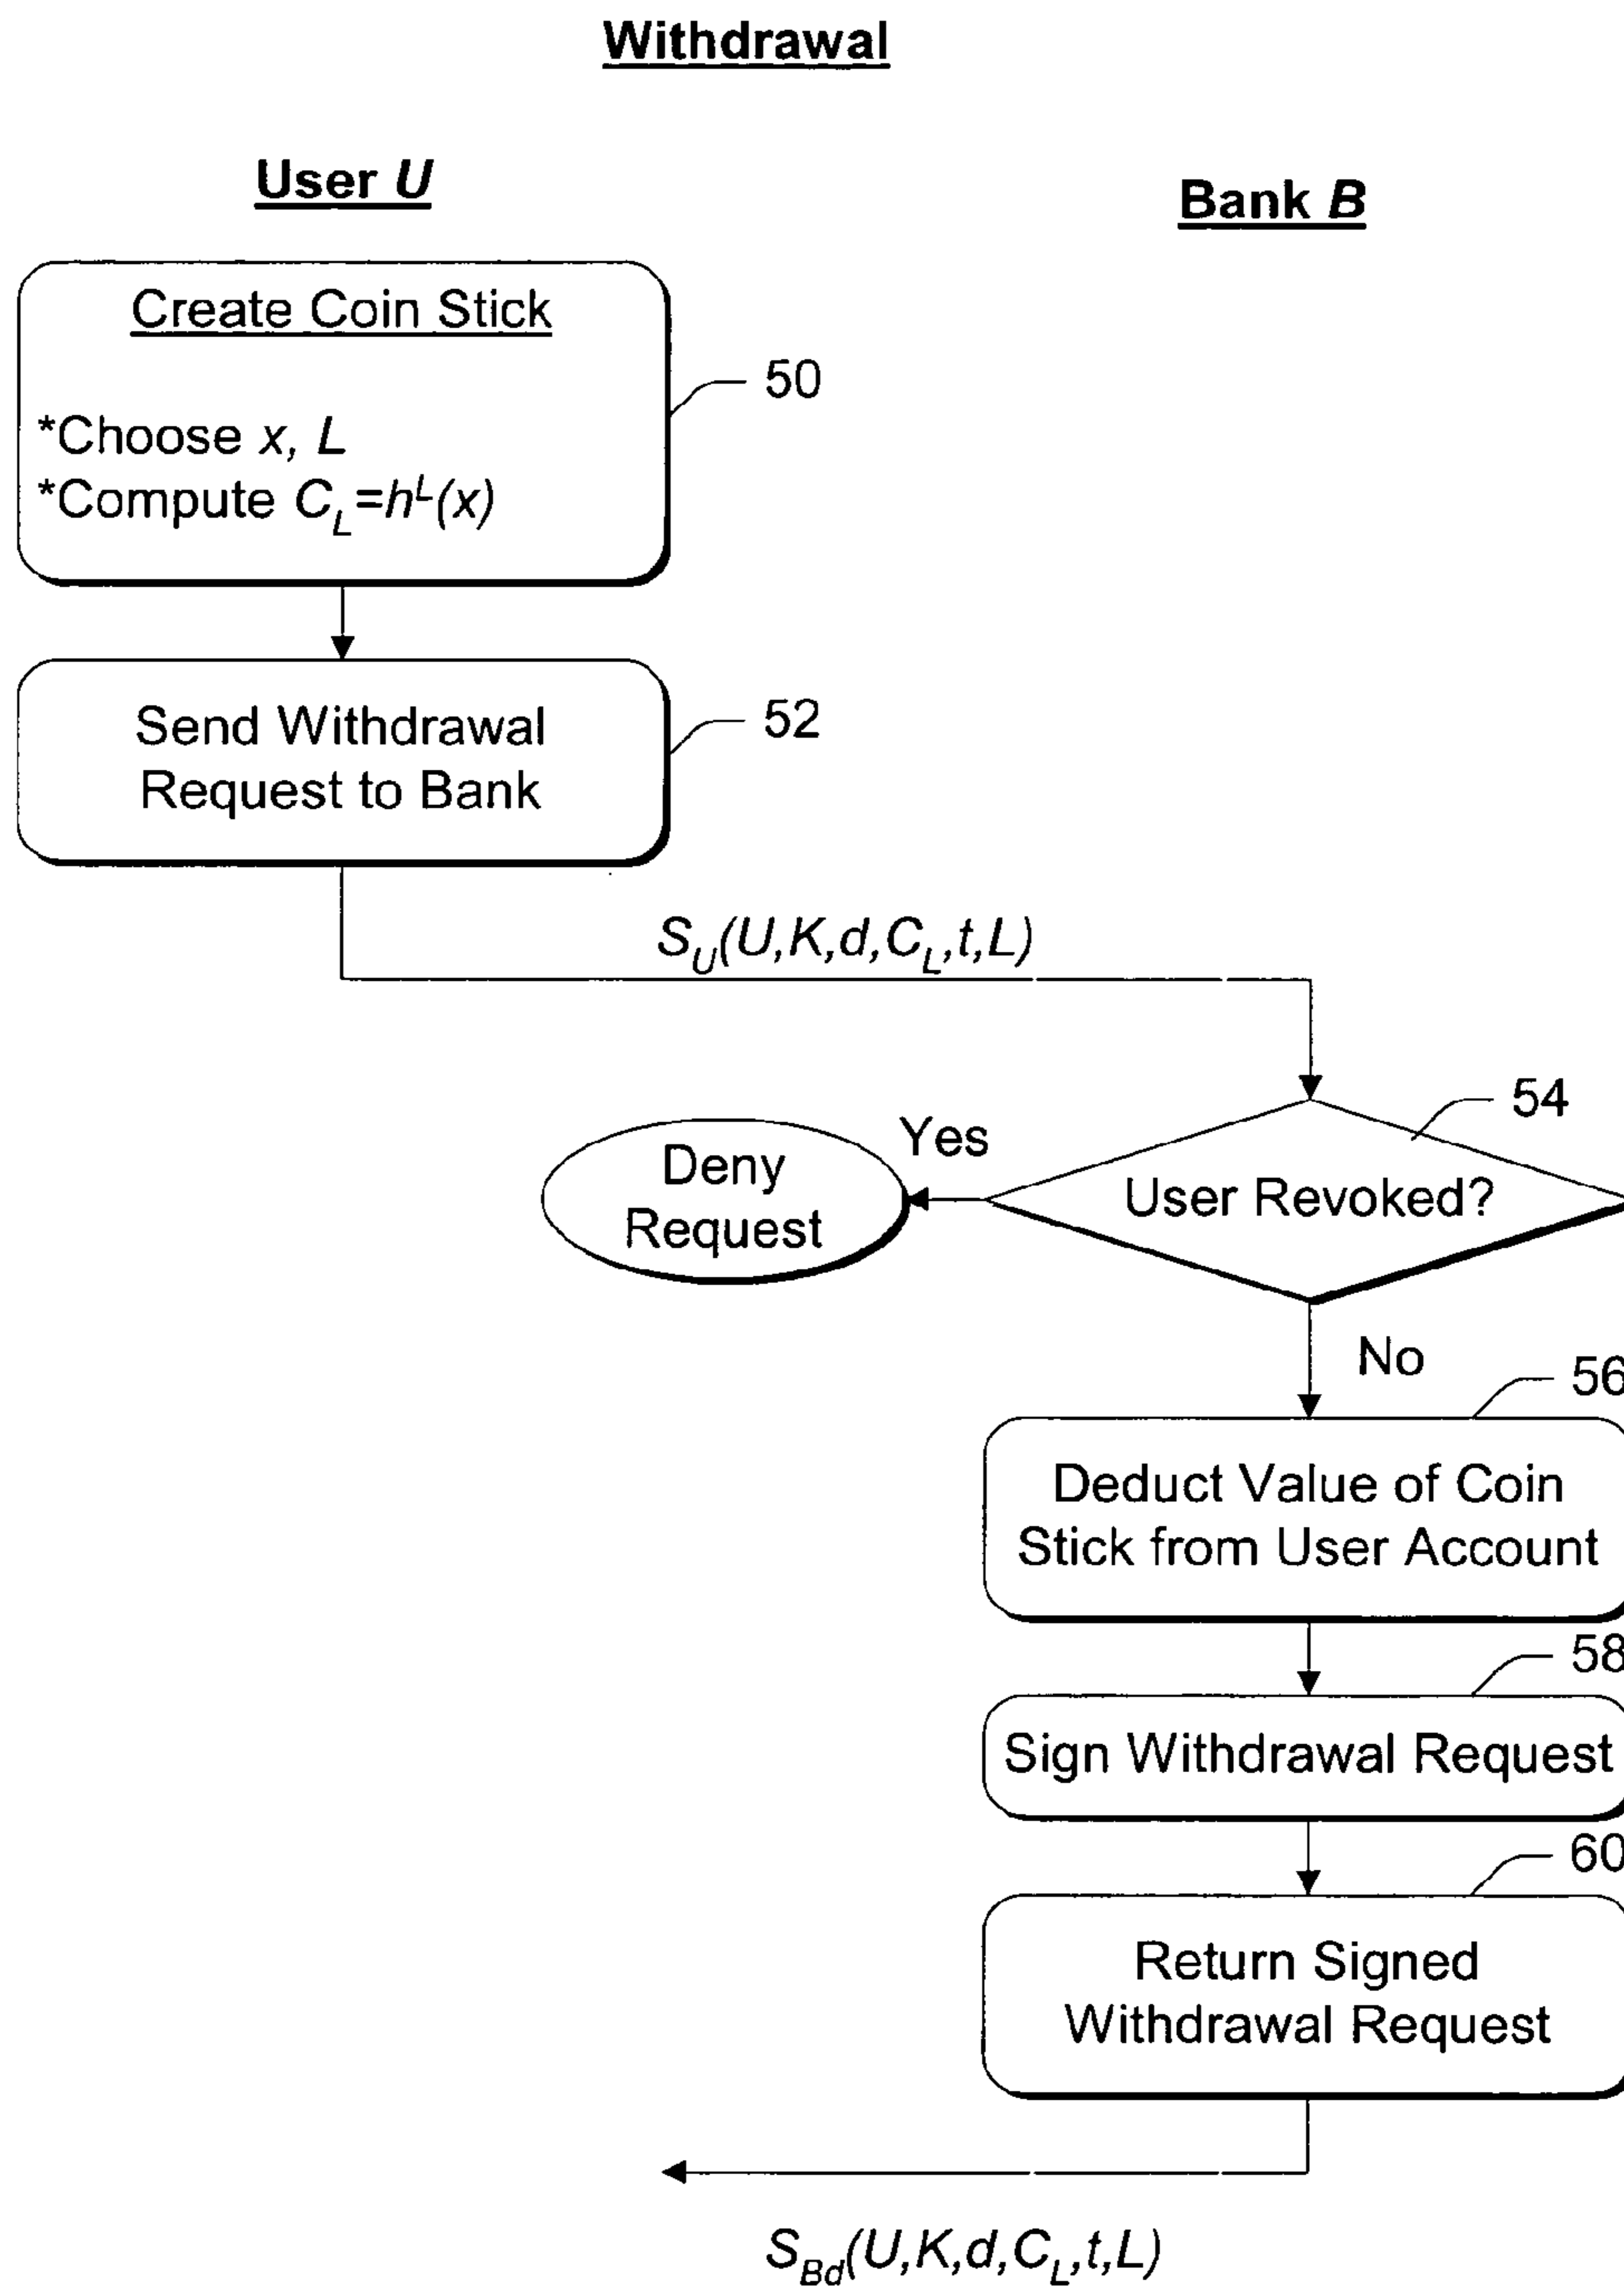 Withdrawal
User U
Bank B
Create Coin Stick
50
*Choose x, L
*Compute C_L=h^L(x)
Send Withdrawal
Request to Bank
52
S_U(U,K,d,C_L,t,L)
54
Yes
Deny
Request
User Revoked?
No
56
Deduct Value of Coin
Stick from User Account
58
Sign Withdrawal Request
60
Return Signed
Withdrawal Request
S_Bd(U,K,d,C_L,t,L)